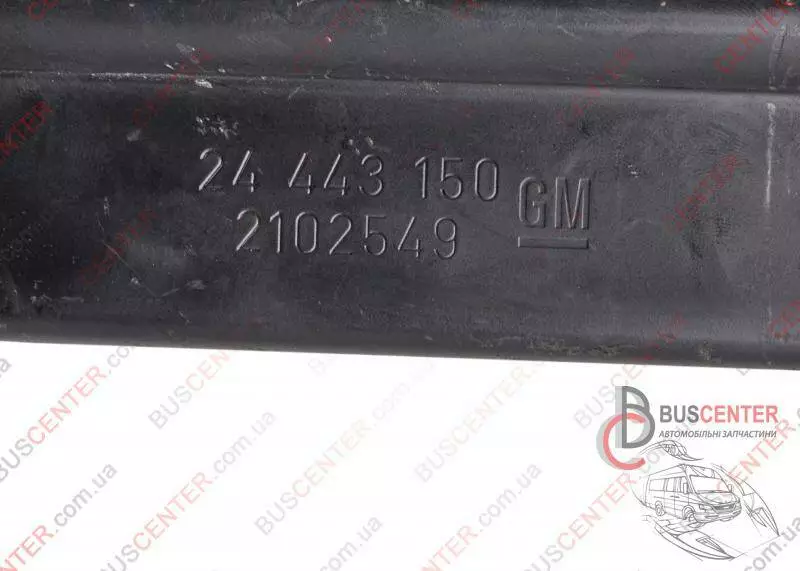 24 443 150 GM
2102549
BUSCENTER
АВТОМОБІЛЬНІ ЗАПЧАСТИНИ
BUSCENTER.com.ua